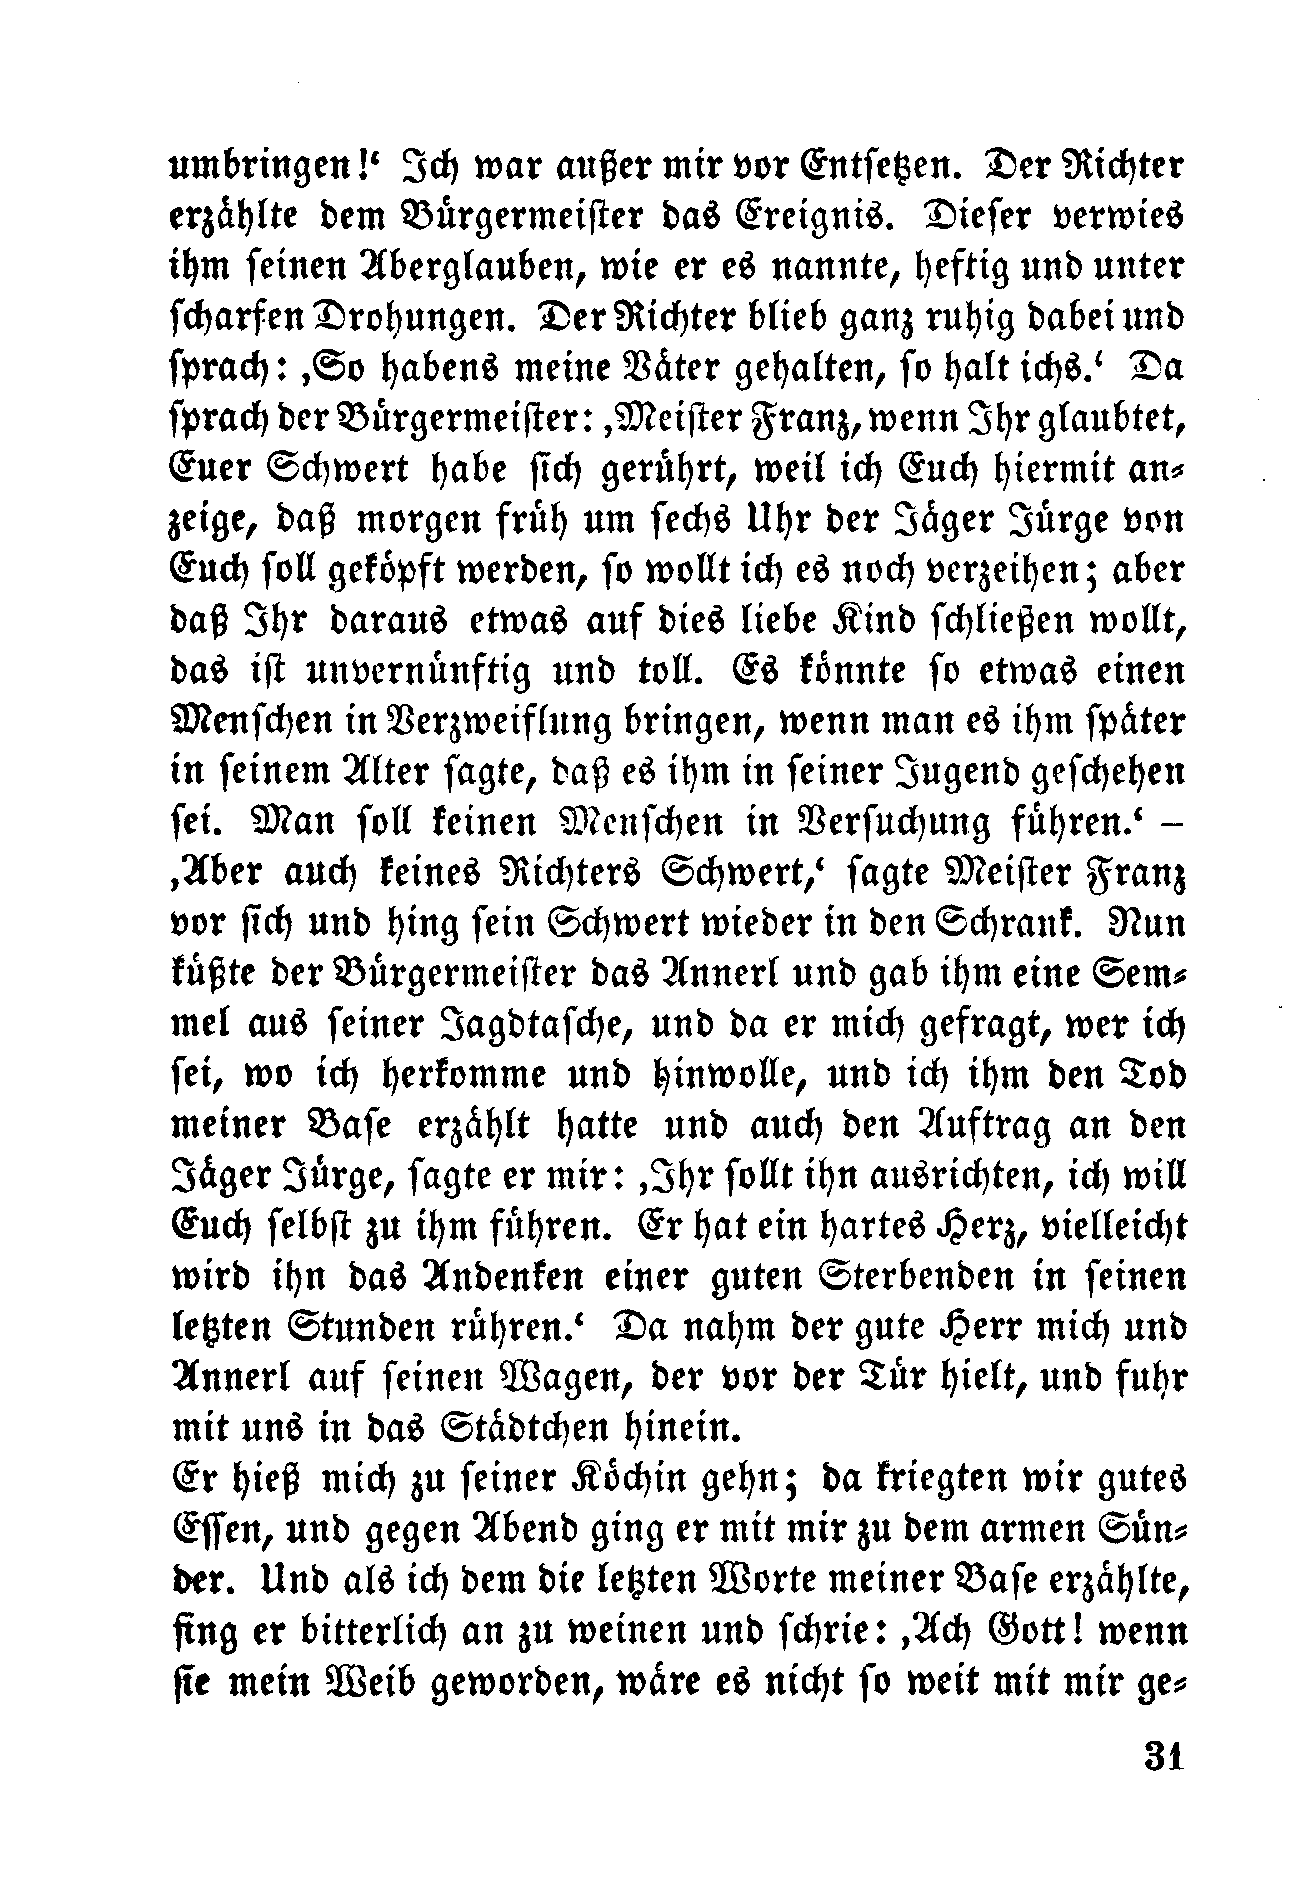 umbringen!‘ Ich war außer mir vor Entsetzen. Der Richter
erzählte dem Bürgermeister das Ereignis. Dieser verwies
ihm seinen Aberglauben, wie er es nannte, heftig und unter
scharfen Drohungen. Der Richter blieb ganz ruhig dabei und
sprach: ‚So habens meine Väter gehalten, so halt ichs.‘ Da
sprach der Bürgermeister: ‚Meister Franz, wenn Ihr glaubtet,
Euer Schwert habe sich gerührt, weil ich Euch hiermit an⸗
zeige, daß morgen früh um sechs Uhr der Jäger Jürge von
Euch soll geköpft werden, so wollt ich es noch verzeihen; aber
daß Ihr daraus etwas auf dies liebe Kind schließen wollt,
das ist unvernünftig und toll. Es könnte so etwas einen
Menschen in Verzweiflung bringen, wenn man es ihm später
in seinem Alter sagte, daß es ihm in seiner Jugend geschehen
sei. Man soll keinen Menschen in Versuchung führen.‘ –
‚Aber auch keines Richters Schwert,‘ sagte Meister Franz
vor sich und hing sein Schwert wieder in den Schrank. Nun
küßte der Bürgermeister das Annerl und gab ihm eine Sem⸗
mel aus seiner Jagdtasche, und da er mich gefragt, wer ich
sei, wo ich herkomme und hinwolle, und ich ihm den Tod
meiner Base erzählt hatte und auch den Auftrag an den
Jäger Jürge, sagte er mir: ‚Ihr sollt ihn ausrichten, ich will
Euch selbst zu ihm führen. Er hat ein hartes Herz, vielleicht
wird ihn das Andenken einer guten Sterbenden in seinen
letzten Stunden rühren.‘ Da nahm der gute Herr mich und
Annerl auf seinen Wagen, der vor der Tür hielt, und fuhr
mit uns in das Städtchen hinein.
Er hieß mich zu seiner Köchin gehn; da kriegten wir gutes
Essen, und gegen Abend ging er mit mir zu dem armen Sün⸗
der. Und als ich dem die letzten Worte meiner Base erzählte,
fing er bitterlich an zu weinen und schrie: ‚Ach Gott! wenn
sie mein Weib geworden, wäre es nicht so weit mit mir ge⸗
31